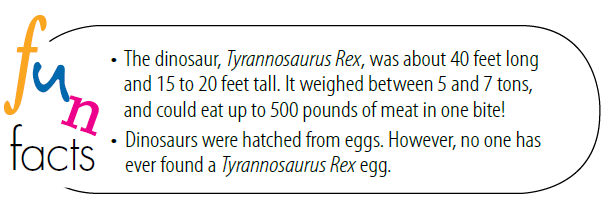 fun
facts
• The dinosaur, Tyrannosaurus Rex, was about 40 feet long
and 15 to 20 feet tall. It weighed between 5 and 7 tons,
and could eat up to 500 pounds of meat in one bite!
• Dinosaurs were hatched from eggs. However, no one has
ever found a Tyrannosaurus Rex egg.